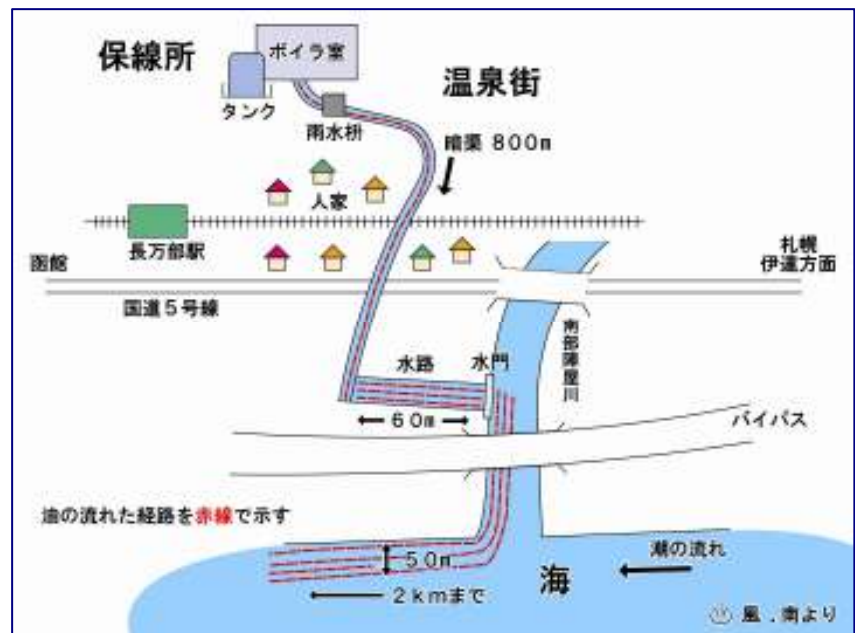 保線所
ボイラ室
タンク
雨水枡
温泉街
暗渠 800m
人家
長万部駅
函館
札幌
伊達方面
国道5号線
南部陣屋川
水路
水門
60m
バイパス
油の流れた経路を赤線で示す
50m
2kmまで
海
潮の流れ
風.南より